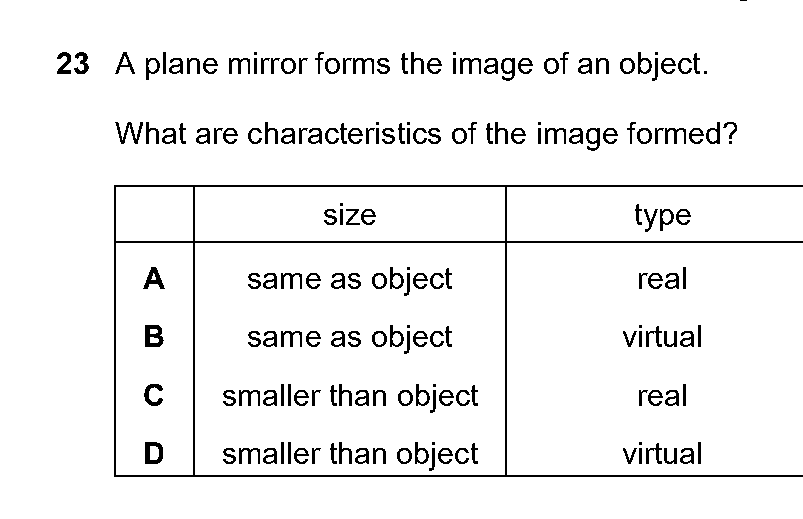 23 A plane mirror forms the image of an object.
What are characteristics of the image formed?
size type
A same as object real
B same as object virtual
C smaller than object real
D smaller than object virtual